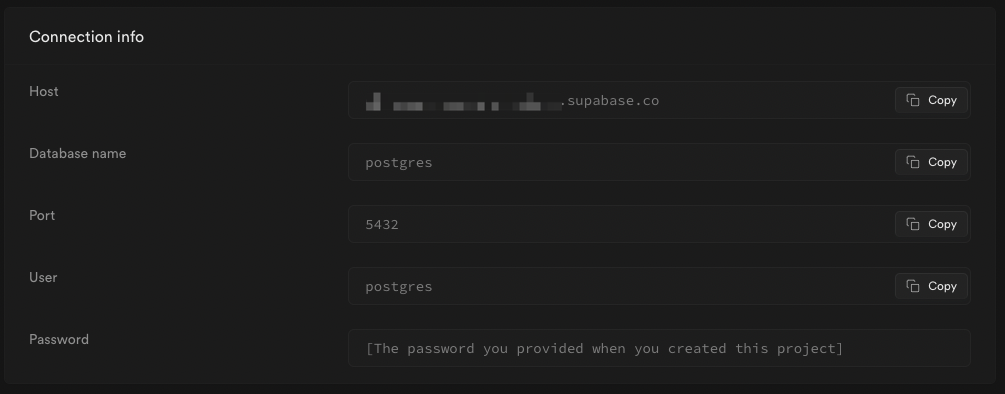 Connection info
Host
.supabase.co
Copy
Database name
postgres
Copy
Port
5432
Copy
User
postgres
Copy
Password
[The password you provided when you created this project]